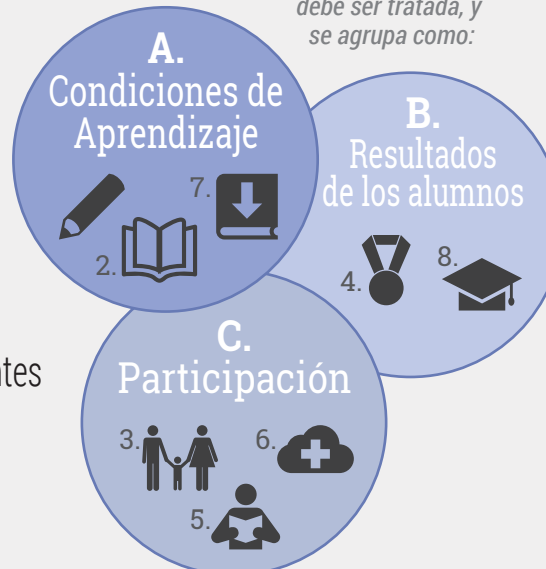 debe ser tratada, y
se agrupa como:
A.
Condiciones de
Aprendizaje
7.
2.
B.
Resultados
de los alumnos
4.
8.
ntes
C.
Participación
3.
6.
5.